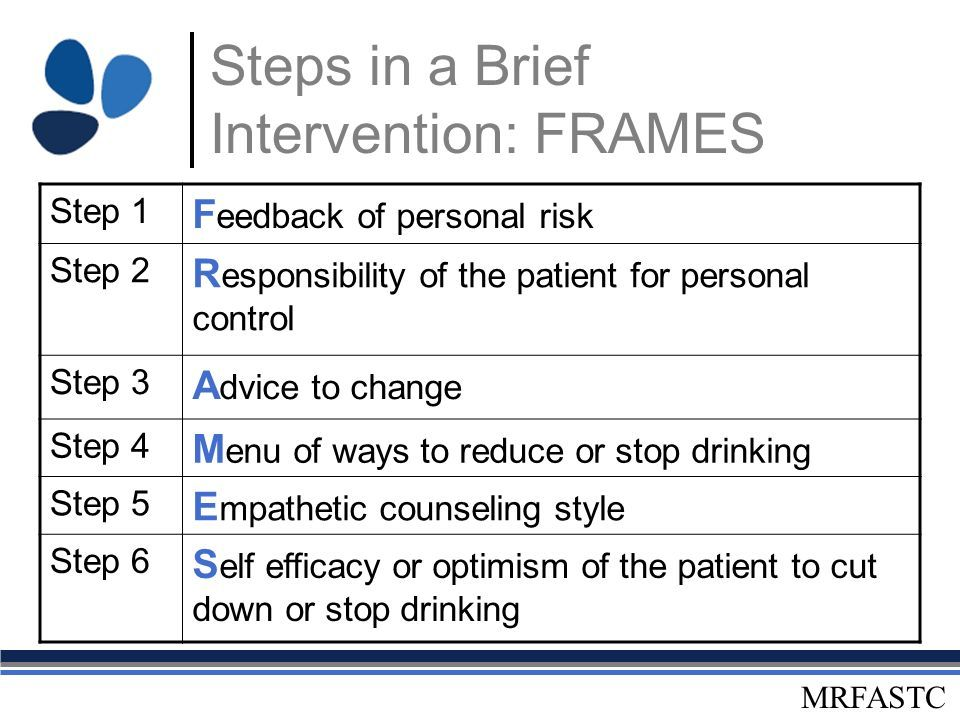 Steps in a Brief
Intervention: FRAMES
Step 1 Feedback of personal risk
Step 2 Responsibility of the patient for personal
control
Step 3 Advice to change
Step 4 Menu of ways to reduce or stop drinking
Step 5 Empathetic counseling style
Step 6 Self efficacy or optimism of the patient to cut
down or stop drinking
MRFASTC